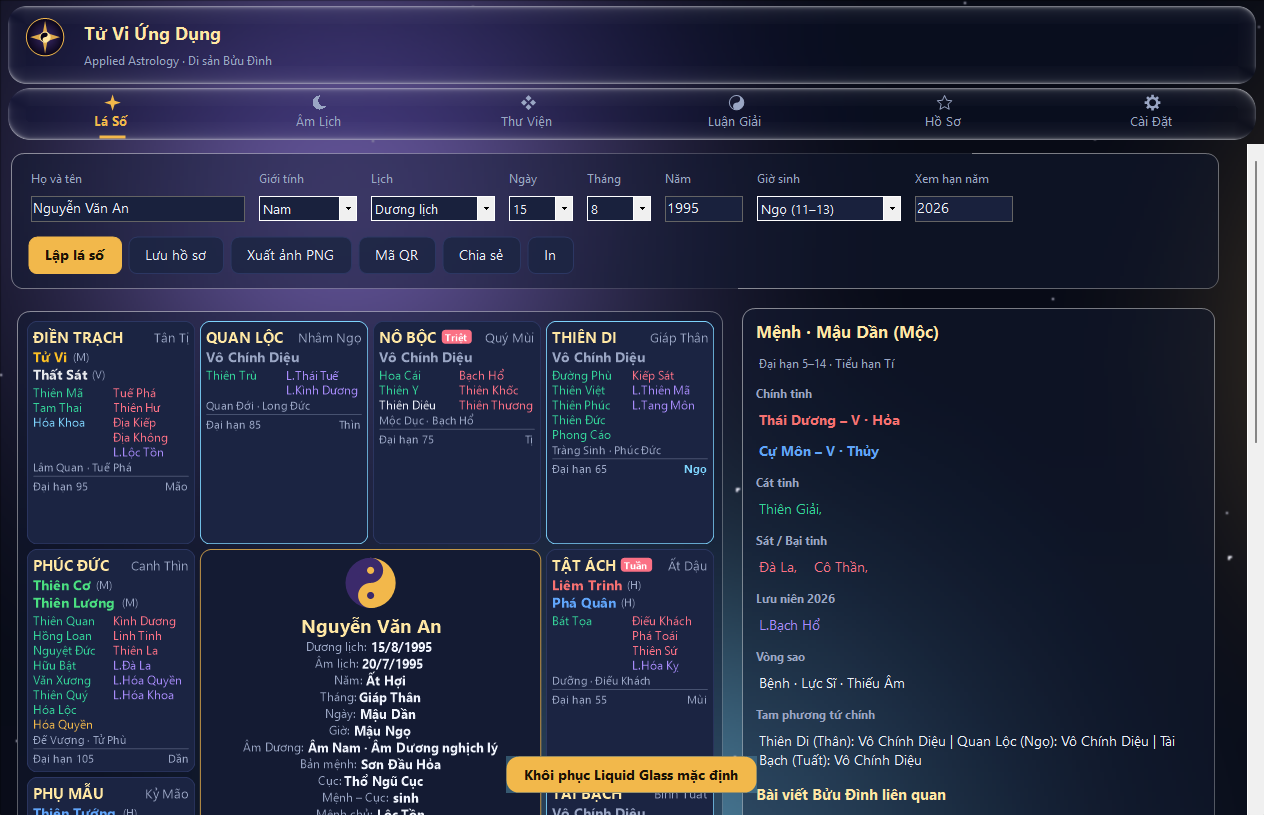 Tử Vi Ứng Dụng
Applied Astrology · Di sản Bửu Đình
Lá Số
Âm Lịch
Thư Viện
Luận Giải
Hồ Sơ
Cài Đặt
Họ và tên
Giới tính
Lịch
Ngày
Tháng
Năm
Giờ sinh
Xem hạn năm
Nguyễn Văn An
Nam
Dương lịch
15
8
1995
Ngọ (11–13)
2026
Lập lá số
Lưu hồ sơ
Xuất ảnh PNG
Mã QR
Chia sẻ
In
ĐIỀN TRẠCH Tân Tị
Tử Vi (M)
Thất Sát (V)
Thiên Mã Tuế Phá
Tam Thai Thiên Hư
Hóa Khoa Địa Kiếp
Địa Không
L.Lộc Tồn
Lâm Quan · Tuế Phá
Đại hạn 95 Mão
QUAN LỘC Nhâm Ngọ
Vô Chính Diệu
Thiên Trù L.Thái Tuế
L.Kình Dương
Quan Đới · Long Đức
Đại hạn 85 Thìn
NÔ BỘC Triệt Quý Mùi
Vô Chính Diệu
Hoa Cái Bạch Hổ
Thiên Y Thiên Khốc
Thiên Diêu Thiên Thương
Mộc Dục · Bạch Hổ
Đại hạn 75 Tị
THIÊN DI Giáp Thân
Vô Chính Diệu
Đường Phù Kiếp Sát
Thiên Việt L.Thiên Mã
Thiên Phúc L.Tang Môn
Thiên Đức
Phong Cáo
Tràng Sinh · Phúc Đức
Đại hạn 65 Ngọ
PHÚC ĐỨC Canh Thìn
Thiên Cơ (M)
Thiên Lương (M)
Thiên Quan Kình Dương
Hồng Loan Linh Tinh
Nguyệt Đức Thiên La
Hữu Bật L.Đà La
Văn Xương L.Hóa Quyền
Thiên Quý L.Hóa Khoa
Hóa Lộc
Hóa Quyền
Đế Vượng · Tử Phù
Đại hạn 105 Dần
Nguyễn Văn An
Dương lịch: 15/8/1995
Âm lịch: 20/7/1995
Năm: Ất Hợi
Tháng: Giáp Thân
Ngày: Mậu Dần
Giờ: Mậu Ngọ
Âm Dương: Âm Nam · Âm Dương nghịch lý
Bản mệnh: Sơn Đầu Hỏa
Cục: Thổ Ngũ Cục
Mệnh – Cục: sinh
Mệnh chủ: Lộc Tồn
TẬT ÁCH Tuần Ất Dậu
Liêm Trinh (H)
Phá Quân (H)
Bát Tọa Điếu Khách
Phá Toái
Thiên Sứ
L.Hóa Kỵ
Dưỡng · Điếu Khách
Đại hạn 55 Mùi
PHỤ MẪU Kỷ Mão
Thiên Tướng (H)
TÀI BẠCH Bính Tuất
Vô Chính Diệu
Khôi phục Liquid Glass mặc định
Mệnh · Mậu Dần (Mộc)
Đại hạn 5–14 · Tiểu hạn Tí
Chính tinh
Thái Dương – V · Hỏa
Cự Môn – V · Thủy
Cát tinh
Thiên Giải,
Sát / Bại tinh
Đà La, Cô Thần,
Lưu niên 2026
L.Bạch Hổ
Vòng sao
Bệnh · Lực Sĩ · Thiếu Âm
Tam phương tứ chính
Thiên Di (Thân): Vô Chính Diệu | Quan Lộc (Ngọ): Vô Chính Diệu | Tài
Bạch (Tuất): Vô Chính Diệu
Bài viết Bửu Đình liên quan